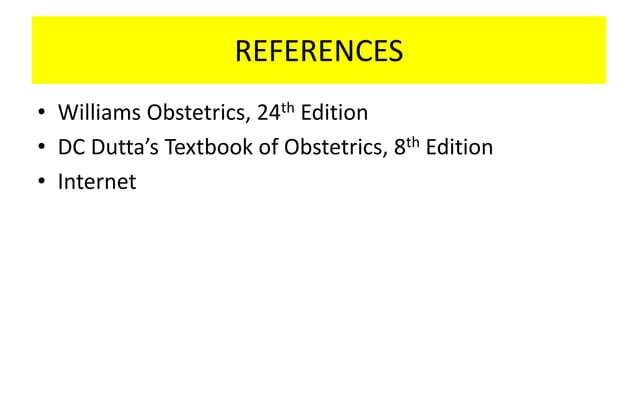 REFERENCES
• Williams Obstetrics, 24th Edition
• DC Dutta’s Textbook of Obstetrics, 8th Edition
• Internet